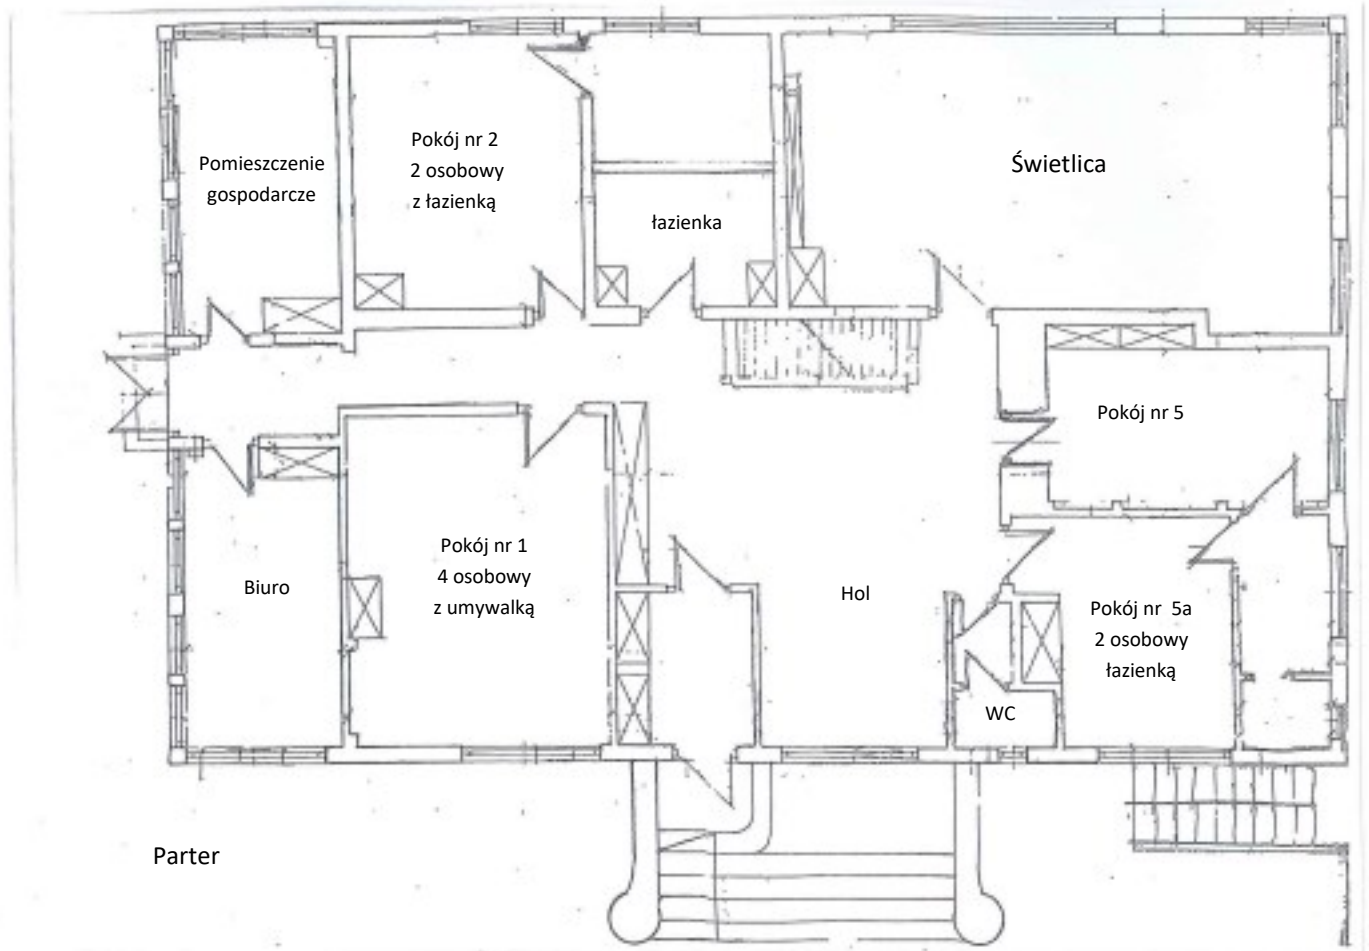 Pokój nr 2
2 osobowy
z łazienką
Pomieszczenie
gospodarcze
Świetlica
łazienka
Pokój nr 5
Pokój nr 1
4 osobowy
z umywalką
Biuro
Hol
Pokój nr  5a
2 osobowy
łazienką
WC
Parter